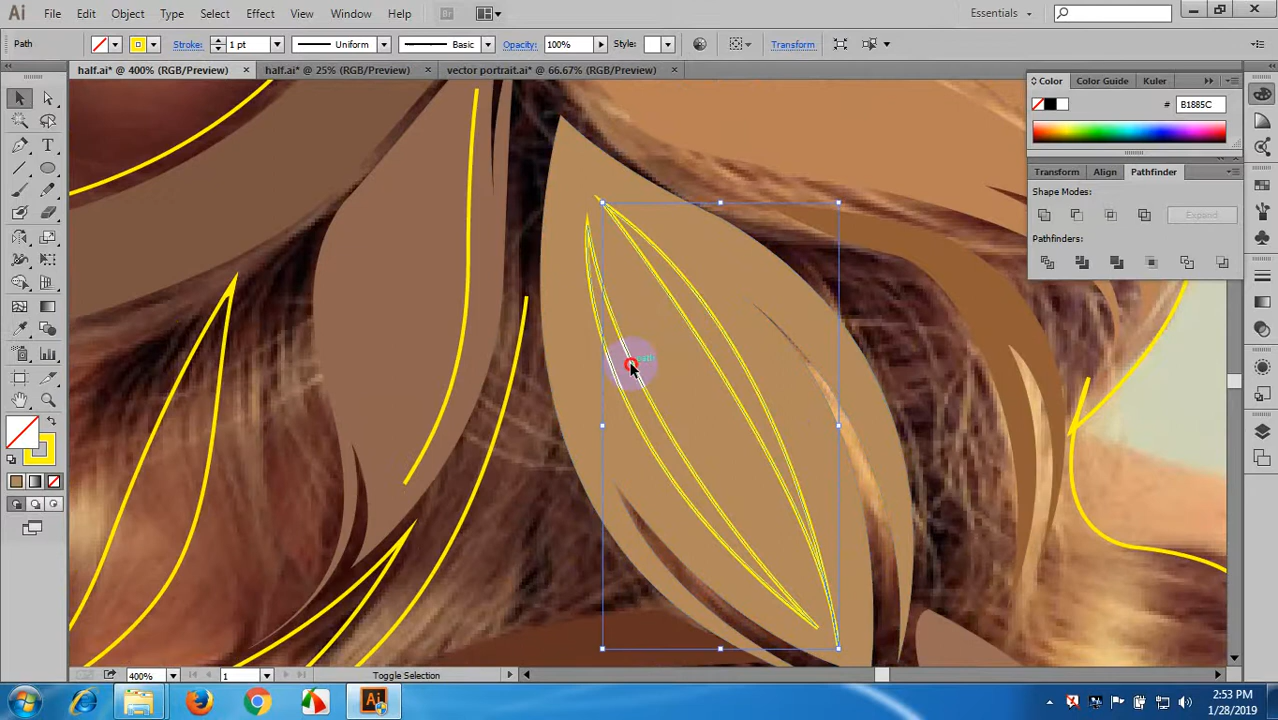 Ai File Edit Object Type Select Effect View Window Help Br Essentials
Path Stroke: 1 pt Uniform Basic Opacity: 100% Style: Transform
half.ai* @ 400% (RGB/Preview) × half.ai* @ 25% (RGB/Preview) × vector portrait.ai* @ 66.67% (RGB/Preview) ×
Color Color Guide Kuler
# B1885C
Transform Align Pathfinder
Shape Modes:
Expand
Pathfinders:
T
400% 1 Toggle Selection
Ai 2:53 PM
1/28/2019